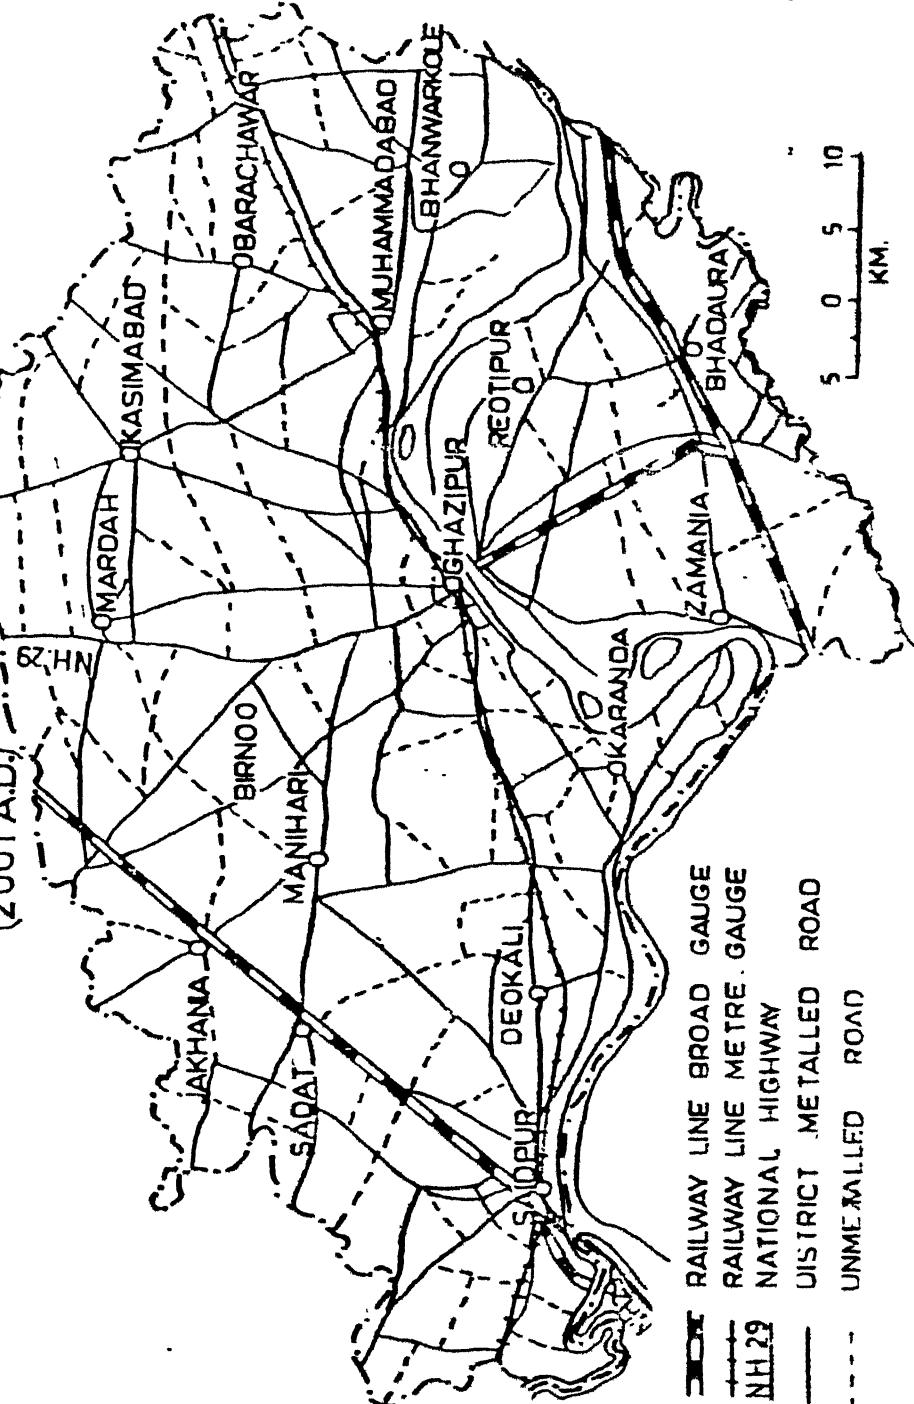 (2001 A.D.)
JAKHANIA
SADAT
SAIDPUR
DEOKALI
MANIHARI
BIRNOO
NH.29
MARDAH
KASIMABAD
BARACHAWAR
MUHAMMADABAD
BHANWARKOLE
GHAZIPUR
REOTIPUR
KARANDA
ZAMANIA
BHADAURA
5 0 5 10
KM.
RAILWAY LINE BROAD GAUGE
RAILWAY LINE METRE. GAUGE
NH 29 NATIONAL HIGHWAY
DISTRICT METALLED ROAD
UNMEMALLED ROAD